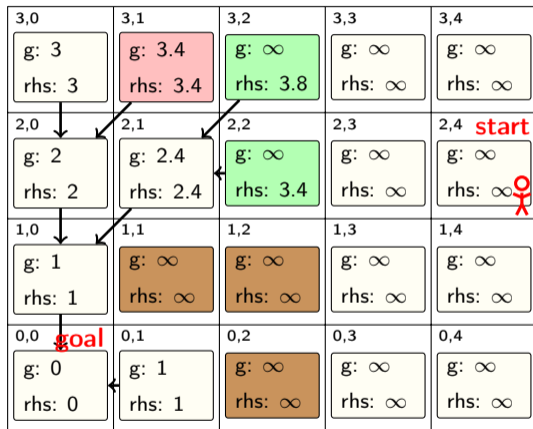 3,0 3,1 3,2 3,3 3,4
g: 3 g: 3.4 g: ∞ g: ∞ g: ∞
rhs: 3 rhs: 3.4 rhs: 3.8 rhs: ∞ rhs: ∞
2,0 2,1 2,2 2,3 2,4 start
g: 2 g: 2.4 g: ∞ g: ∞ g: ∞
rhs: 2 rhs: 2.4 rhs: 3.4 rhs: ∞ rhs: ∞
1,0 1,1 1,2 1,3 1,4
g: 1 g: ∞ g: ∞ g: ∞ g: ∞
rhs: 1 rhs: ∞ rhs: ∞ rhs: ∞ rhs: ∞
0,0 goal 0,1 0,2 0,3 0,4
g: 0 g: 1 g: ∞ g: ∞ g: ∞
rhs: 0 rhs: 1 rhs: ∞ rhs: ∞ rhs: ∞